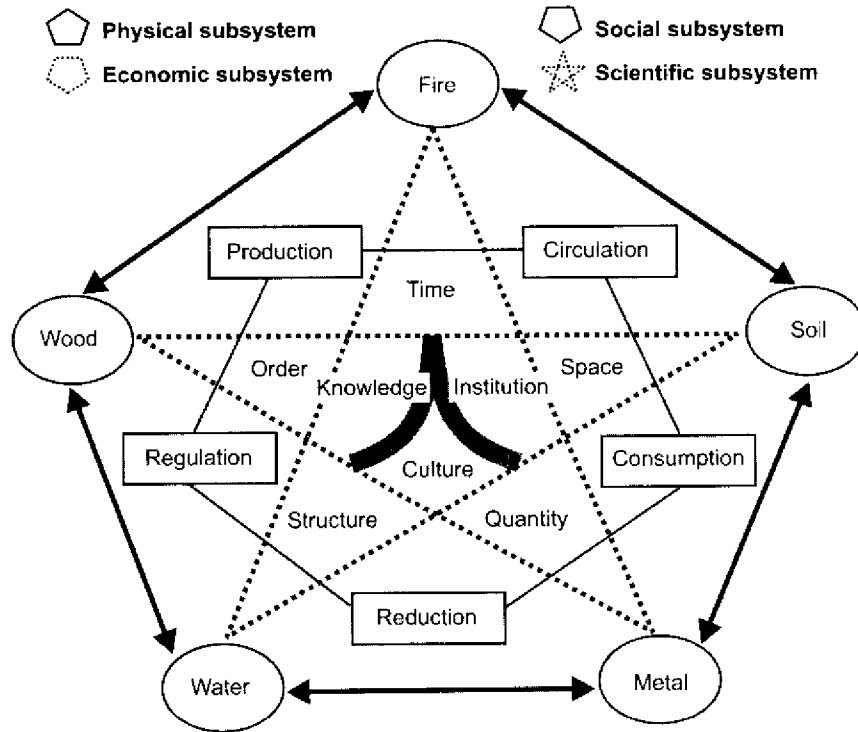 Physical subsystem
Social subsystem
Economic subsystem
Scientific subsystem
Fire
Production
Circulation
Time
Wood
Soil
Order
Space
Knowledge
Institution
Regulation
Culture
Consumption
Structure
Quantity
Reduction
Water
Metal